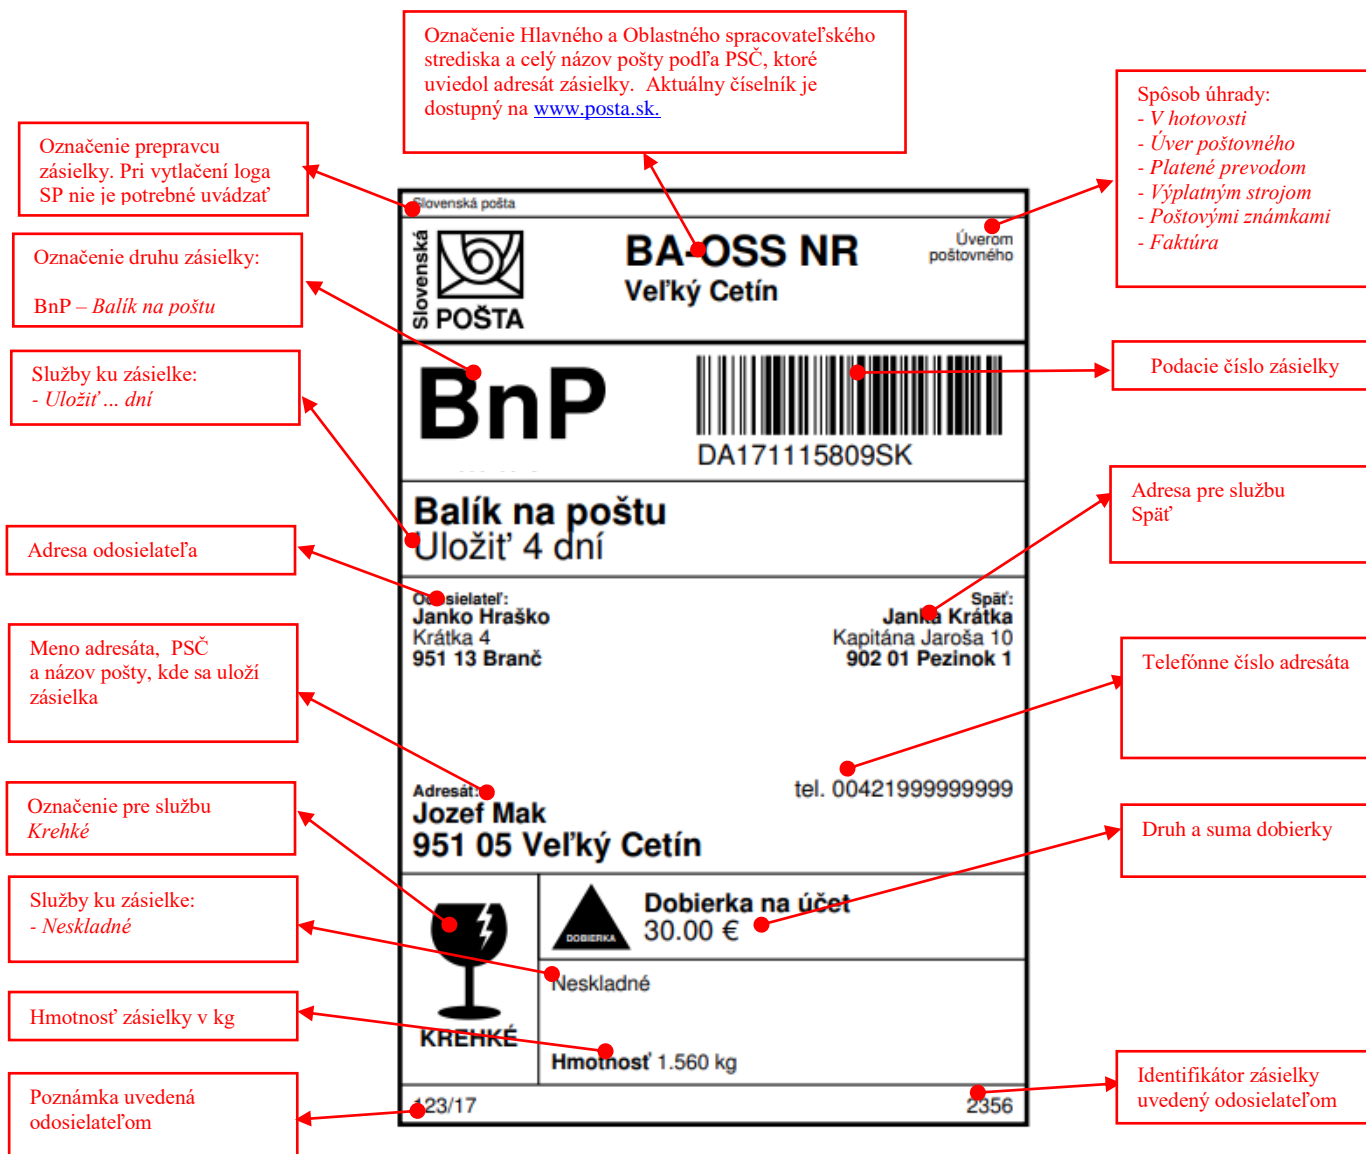 Označenie Hlavného a Oblastného spracovateľského
strediska a celý názov pošty podľa PSČ, ktoré
uviedol adresát zásielky. Aktuálny číselník je
dostupný na www.posta.sk.
Spôsob úhrady:
- V hotovosti
- Úver poštovného
- Platené prevodom
- Výplatným strojom
- Poštovými známkami
- Faktúra
Označenie prepravcu
zásielky. Pri vytlačení loga
SP nie je potrebné uvádzať
Označenie druhu zásielky:
BnP – Balík na poštu
Služby ku zásielke:
- Uložiť ... dní
Adresa odosielateľa
Meno adresáta, PSČ
a názov pošty, kde sa uloží
zásielka
Označenie pre službu
Krehké
Služby ku zásielke:
- Neskladné
Hmotnosť zásielky v kg
Poznámka uvedená
odosielateľom
Slovenská pošta
Slovenská
POŠTA
BA-OSS NR
Veľký Cetín
Úverom
poštovného
BnP
DA171115809SK
Balík na poštu
Uložiť 4 dní
Odosielateľ:
Janko Hraško
Krátka 4
951 13 Branč
Späť:
Janka Krátka
Kapitána Jaroša 10
902 01 Pezinok 1
tel. 00421999999999
Adresát:
Jozef Mak
951 05 Veľký Cetín
KREHKÉ
DOBIERKA
Dobierka na účet
30.00 €
Neskladné
Hmotnosť 1.560 kg
123/17
2356
Podacie číslo zásielky
Adresa pre službu
Späť
Telefónne číslo adresáta
Druh a suma dobierky
Identifikátor zásielky
uvedený odosielateľom